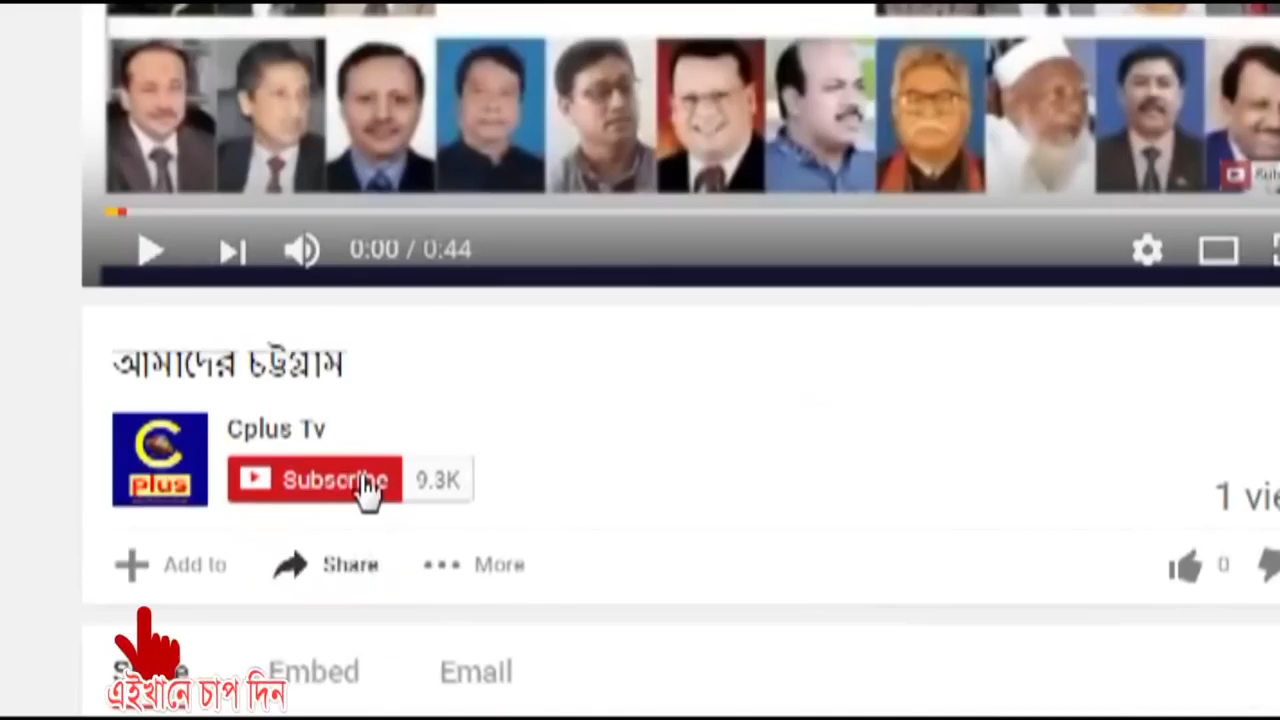 0:00 / 0:44
আমাদের চট্টগ্রাম
C
plus
Cplus Tv
Subscribe 9.3K
1
Add to Share More
0
Embed Email
এইখানে চাপ দিন